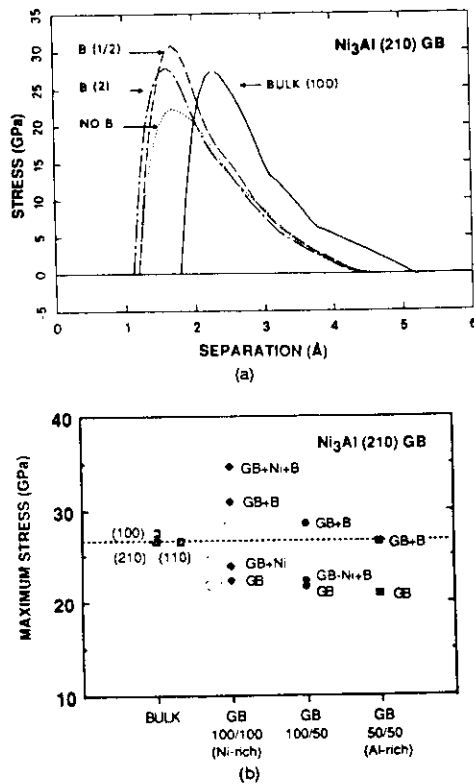 35
30
25
20
15
10
5
0
-5
STRESS (GPa)
Ni₃Al (210) GB
B (1/2)
B (2)
NO B
BULK (100)
0 1 2 3 4 5 6
SEPARATION (Å)
(a)
40
30
20
10
MAXIMUM STRESS (GPa)
Ni₃Al (210) GB
GB+Ni+B
GB+B
GB+B
(100)
GB+B
(210) (110)
GB+Ni
GB-Ni+B
GB
GB
GB
BULK
GB GB GB
100/100 100/50 50/50
(Ni-rich) (Al-rich)
(b)